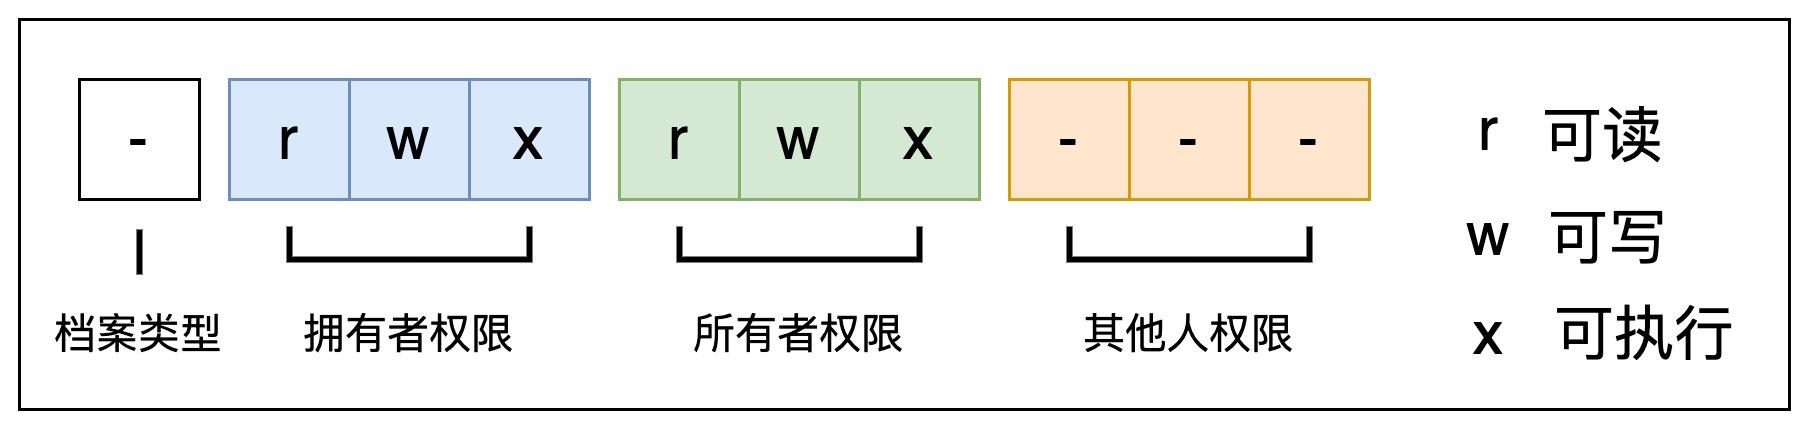 - r w x r w x - - -
档案类型 拥有者权限 所有者权限 其他人权限
r 可读
w 可写
x 可执行